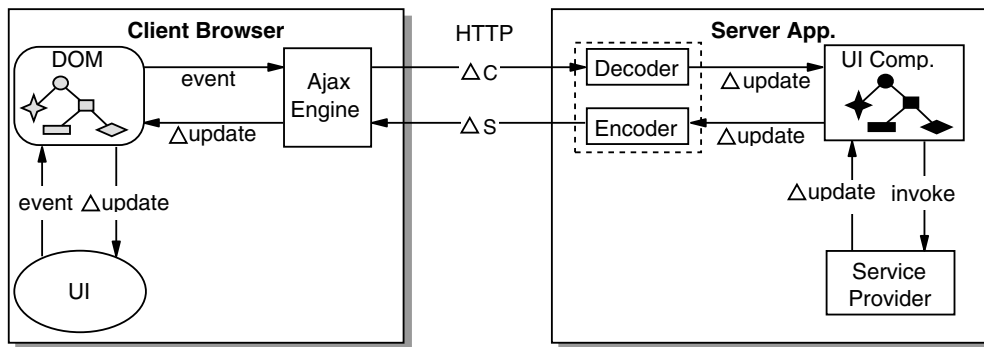 Client Browser
HTTP
Server App.
DOM
event
△update
Ajax
Engine
△C
△S
Decoder
Encoder
△update
△update
UI Comp.
event
△update
△update
invoke
UI
Service
Provider